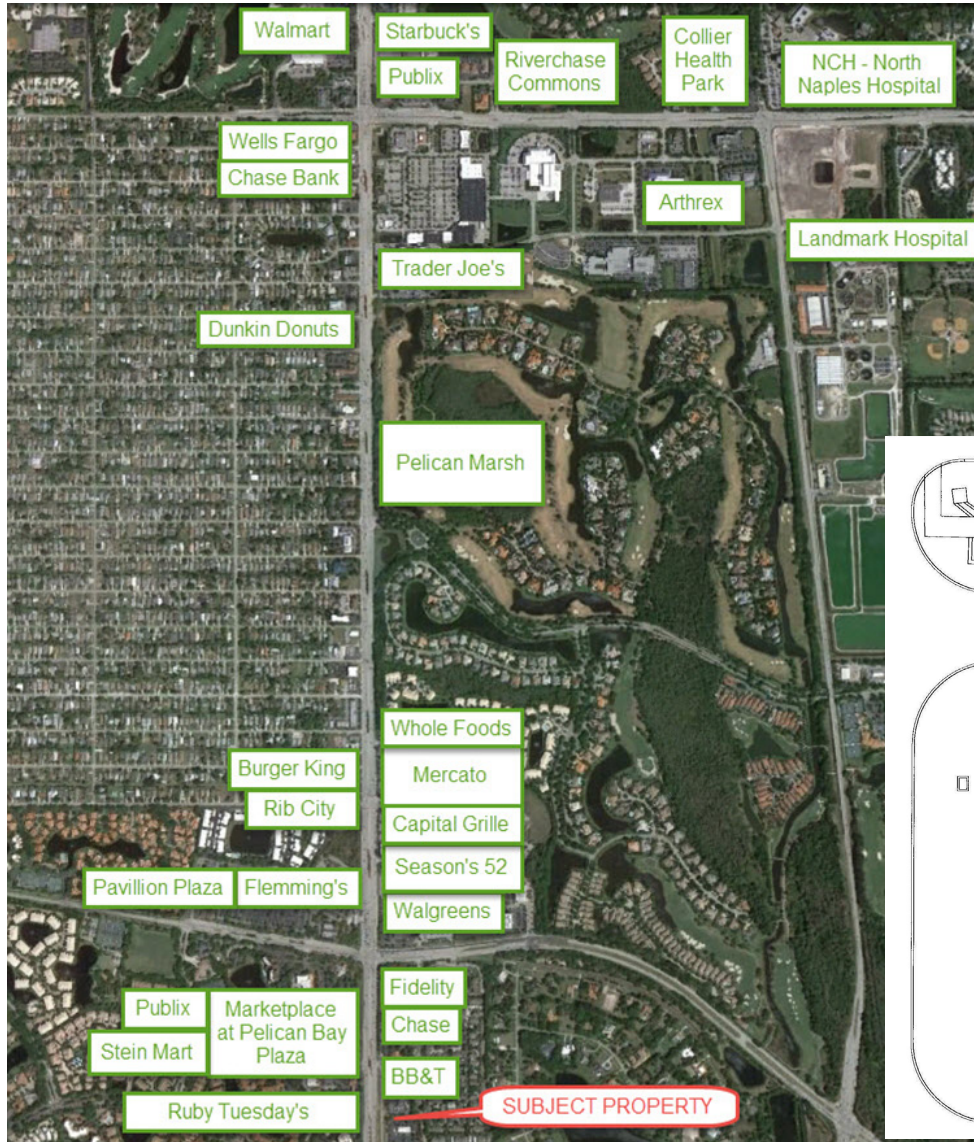 Walmart
Starbuck's
Publix
Riverchase
Commons
Collier
Health
Park
NCH - North
Naples Hospital
Wells Fargo
Chase Bank
Arthrex
Landmark Hospital
Trader Joe's
Dunkin Donuts
Pelican Marsh
Whole Foods
Burger King
Mercato
Rib City
Capital Grille
Season's 52
Pavillion Plaza
Flemming's
Walgreens
Publix
Stein Mart
Marketplace
at Pelican Bay
Plaza
Fidelity
Chase
BB&T
Ruby Tuesday's
SUBJECT PROPERTY